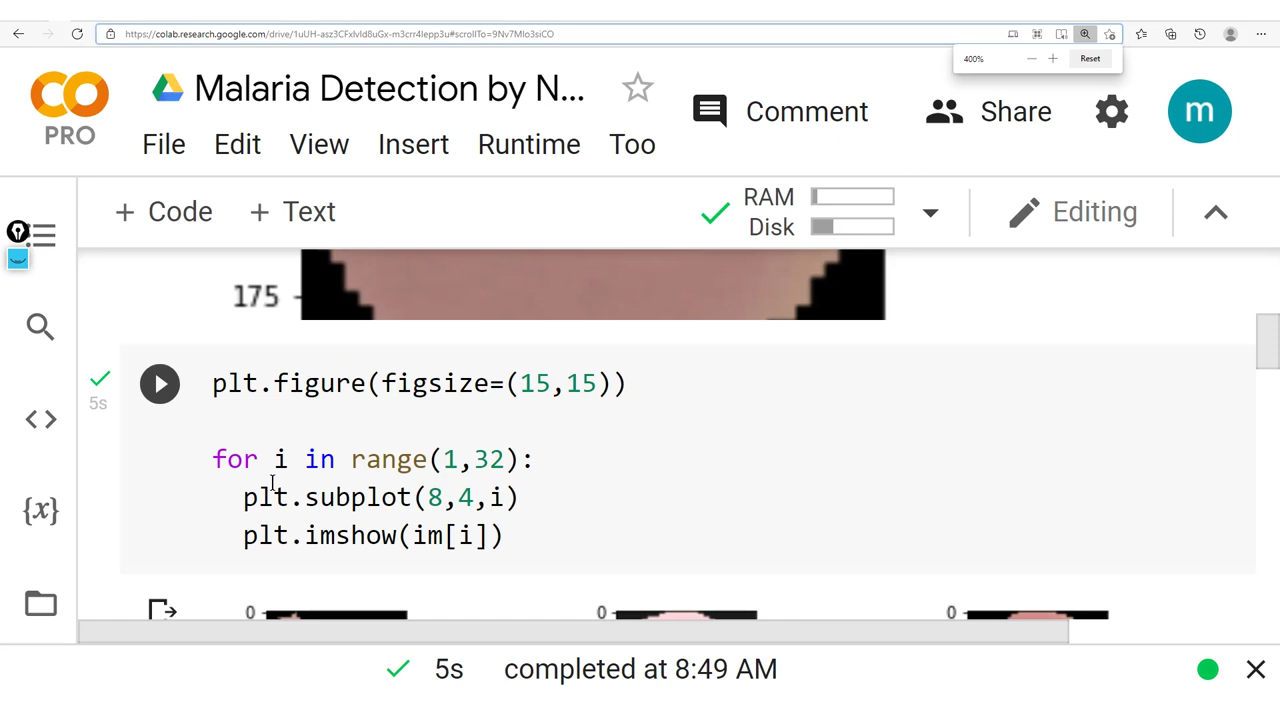 https://colab.research.google.com/drive/1uUH-asz3CFxlvld8uGx-m3crr4lepp3u#scrollTo=9Nv7MIo3siCO
400%
Reset
PRO
Malaria Detection by N...
File Edit View Insert Runtime Too
Comment
Share
m
+ Code + Text
RAM
Disk
Editing
175
plt.figure(figsize=(15,15))
5s
for i in range(1,32):
plt.subplot(8,4,i)
plt.imshow(im[i])
{x}
0 0 0
5s completed at 8:49 AM